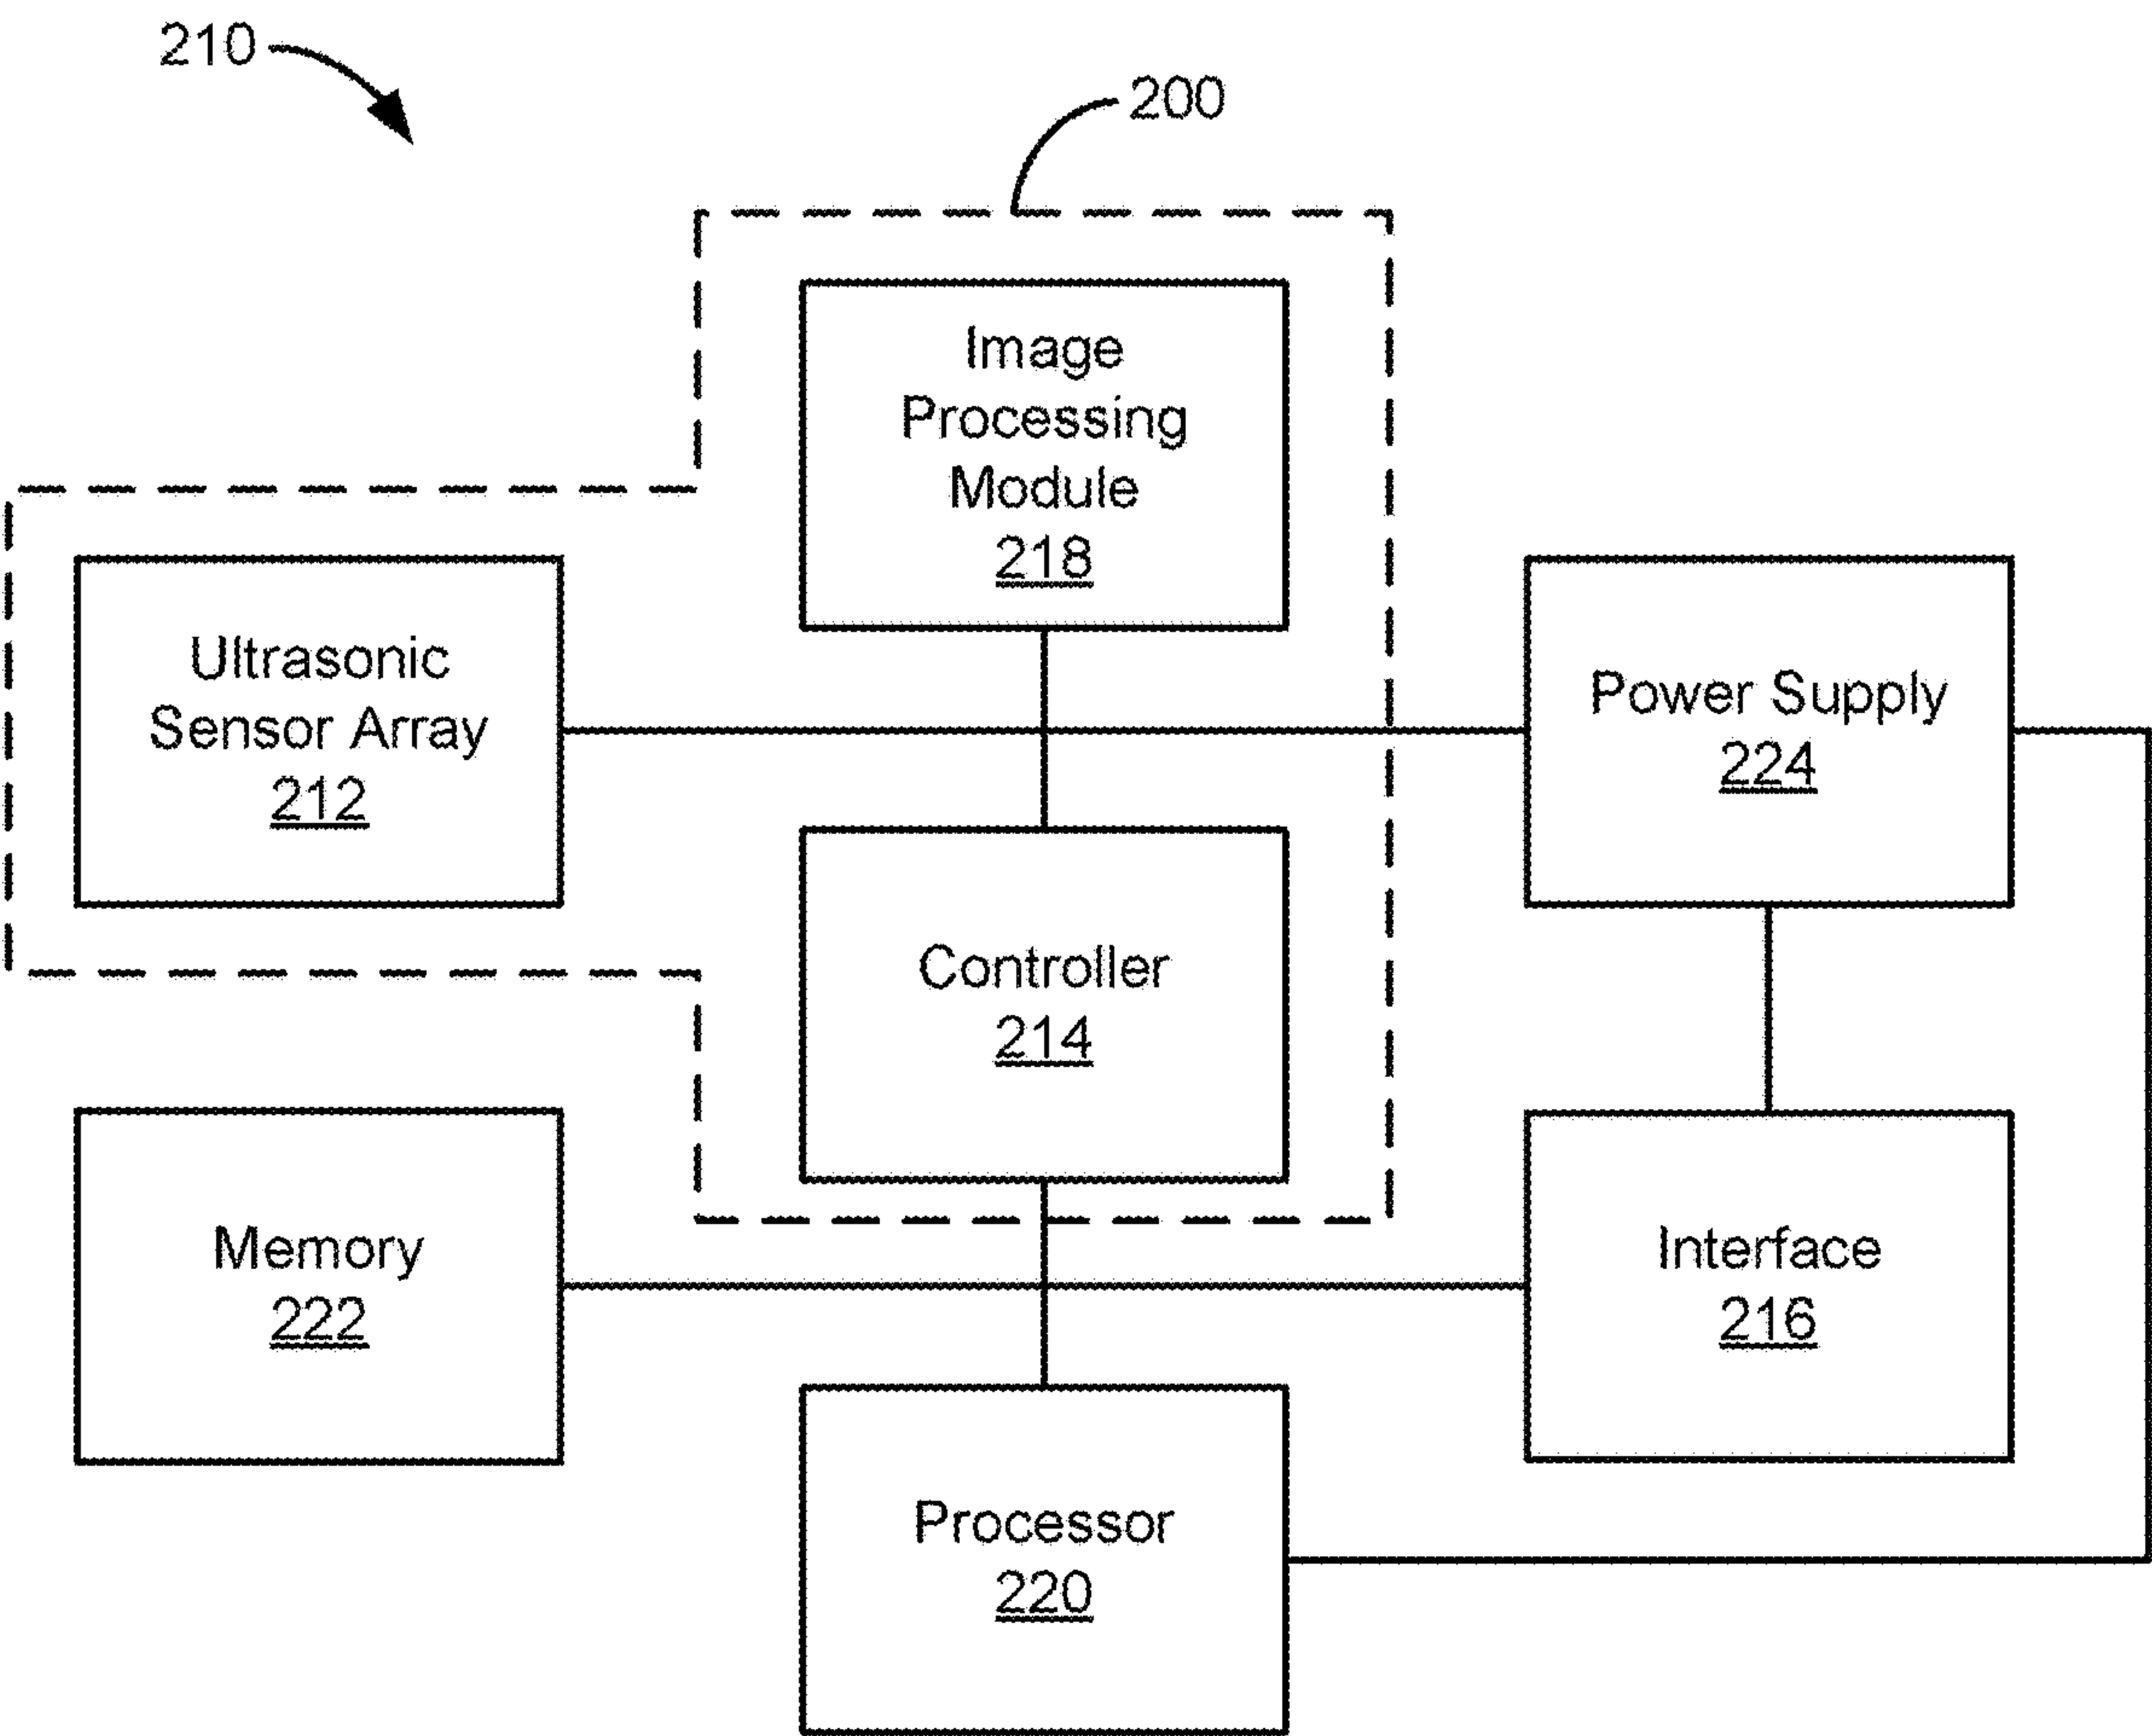 210
200
Image
Processing
Module
218
Ultrasonic
Sensor Array
212
Power Supply
224
Controller
214
Memory
222
Interface
216
Processor
220